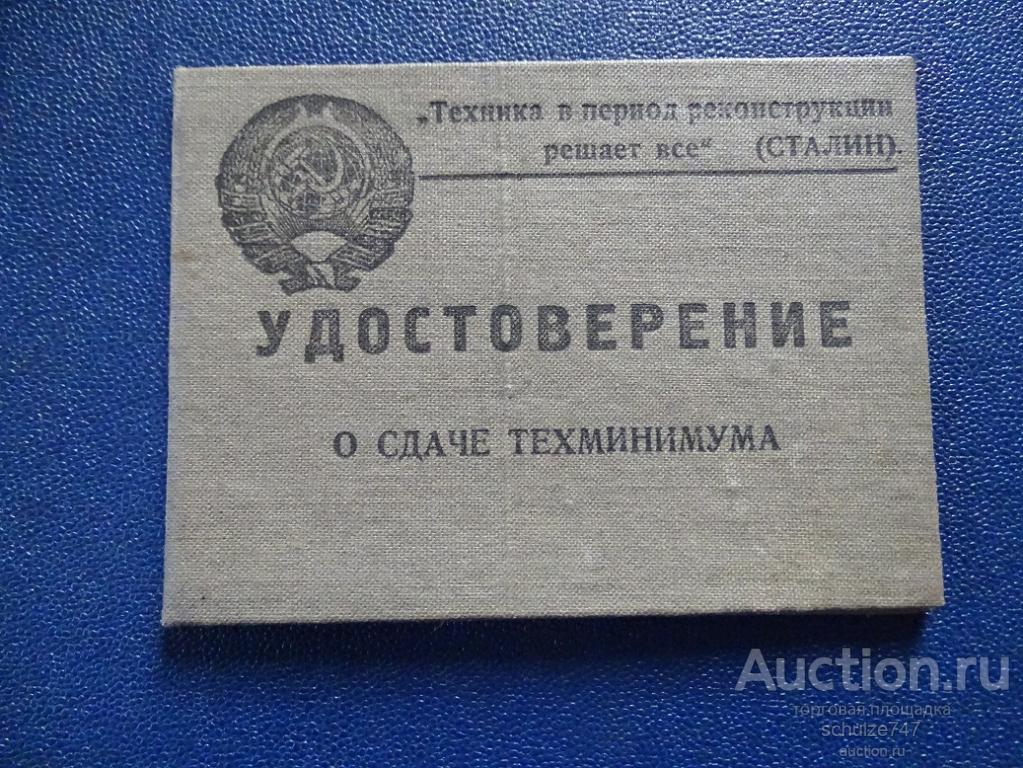 „Техника в период реконструкции
решает все“ (СТАЛИН).
УДОСТОВЕРЕНИЕ
О СДАЧЕ ТЕХМИНИМУМА
Auction.ru
торговая площадка
schulze747
auction.ru